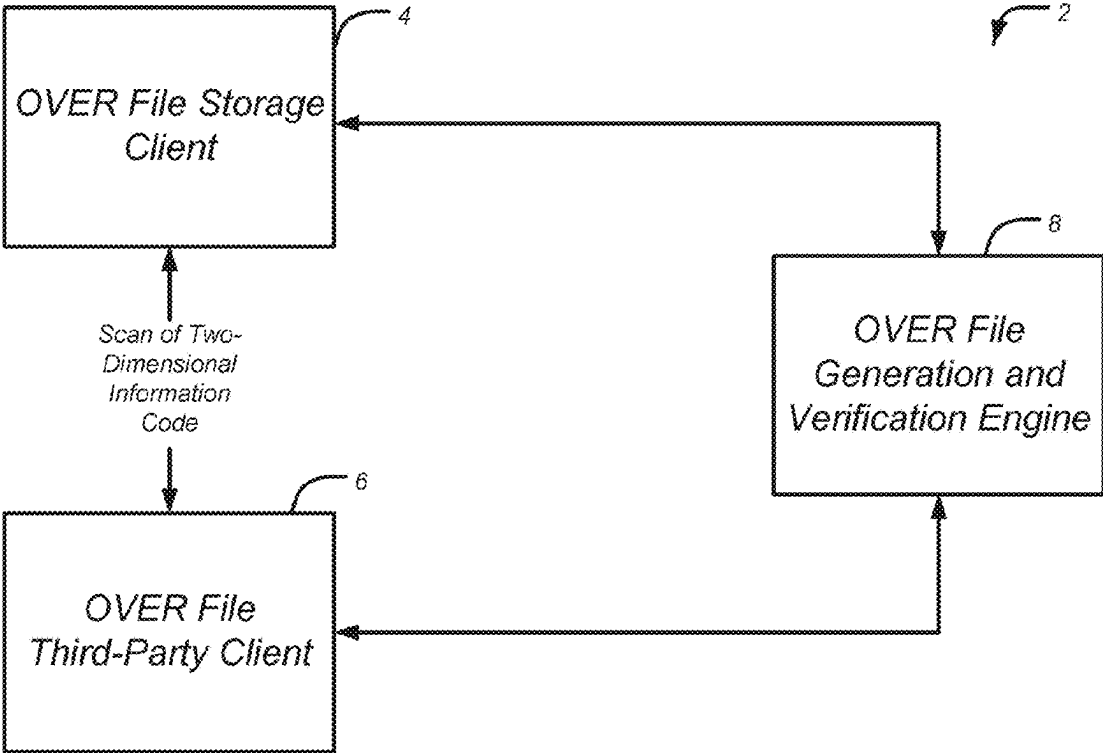 4
2
OVER File Storage
Client
8
Scan of Two-
Dimensional
Information
Code
OVER File
Generation and
Verification Engine
6
OVER File
Third-Party Client